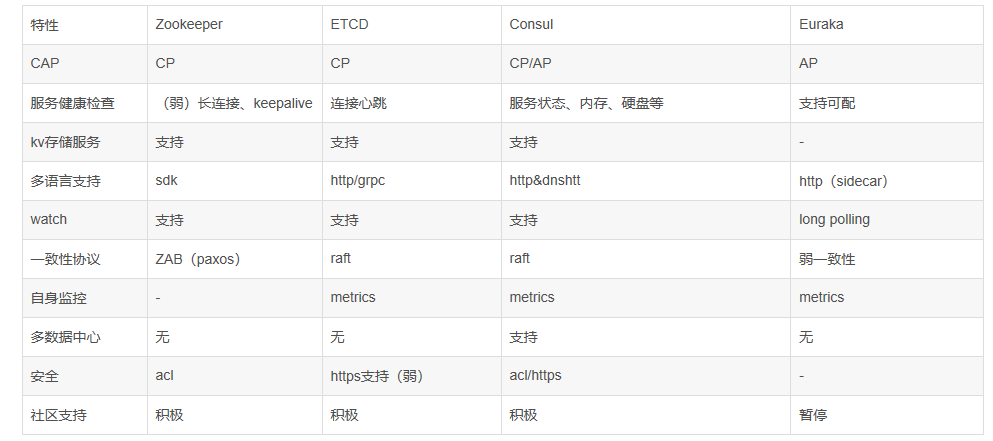 特性 Zookeeper ETCD Consul Euraka
CAP CP CP CP/AP AP
服务健康检查 （弱）长连接、keepalive 连接心跳 服务状态、内存、硬盘等 支持可配
kv存储服务 支持 支持 支持 -
多语言支持 sdk http/grpc http&dnshtt http（sidecar）
watch 支持 支持 支持 long polling
一致性协议 ZAB（paxos） raft raft 弱一致性
自身监控 - metrics metrics metrics
多数据中心 无 无 支持 无
安全 acl https支持（弱） acl/https -
社区支持 积极 积极 积极 暂停